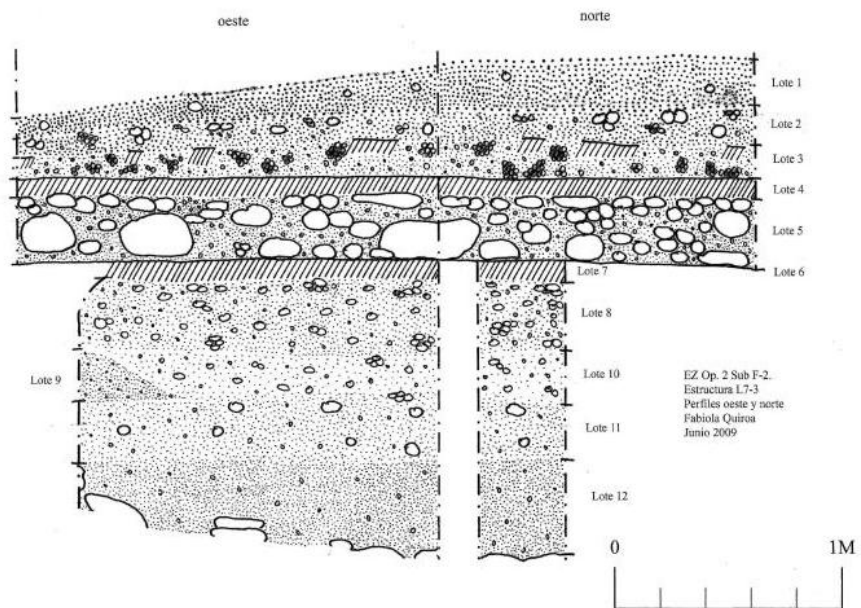 oeste
norte
Lote 1
Lote 2
Lote 3
Lote 4
Lote 5
Lote 6
Lote 7
Lote 8
Lote 9
Lote 10
Lote 11
Lote 12
EZ Op. 2 Sub F-2.
Estructura L7-3
Perfiles oeste y norte
Fabiola Quiroa
Junio 2009
0
1M